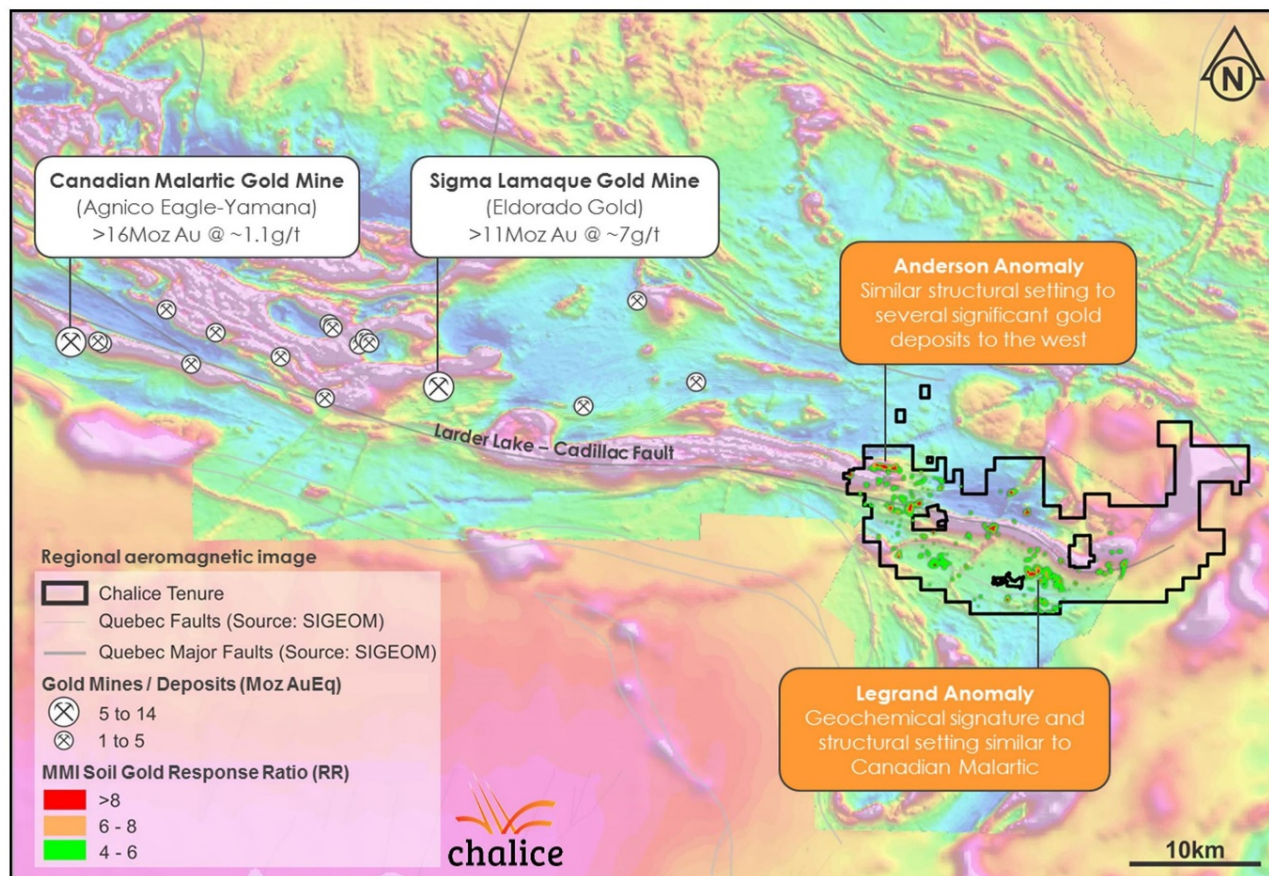 N
Canadian Malartic Gold Mine
(Agnico Eagle-Yamana)
>16Moz Au @ ~1.1g/t
Sigma Lamaque Gold Mine
(Eldorado Gold)
>11Moz Au @ ~7g/t
Anderson Anomaly
Similar structural setting to
several significant gold
deposits to the west
Larder Lake – Cadillac Fault
Legrand Anomaly
Geochemical signature and
structural setting similar to
Canadian Malartic
Regional aeromagnetic image
Chalice Tenure
Quebec Faults (Source: SIGEOM)
Quebec Major Faults (Source: SIGEOM)
Gold Mines / Deposits (Moz AuEq)
5 to 14
1 to 5
MMI Soil Gold Response Ratio (RR)
>8
6 - 8
4 - 6
chalice
10km